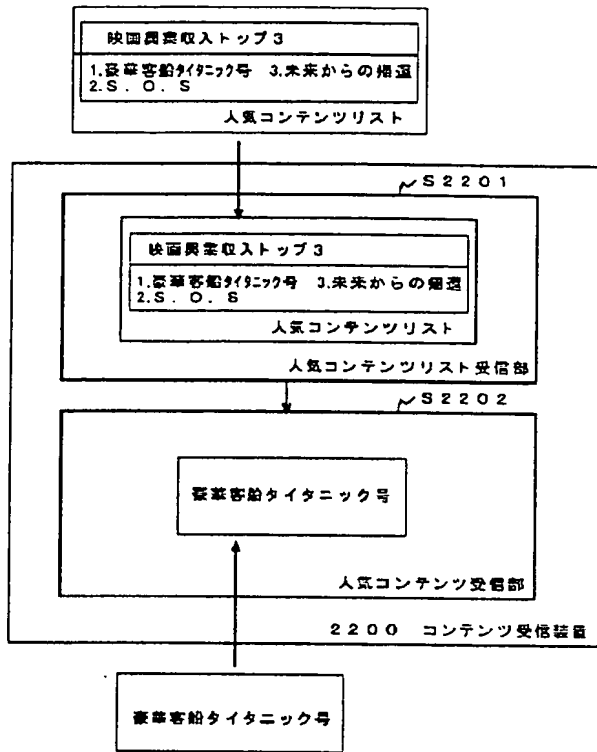 映画興業収入トップ3
1.豪華客船タイタニック号 3.未来からの帰還
2.S.O.S
人気コンテンツリスト
S2201
映画興業収入トップ3
1.豪華客船タイタニック号 3.未来からの帰還
2.S.O.S
人気コンテンツリスト
人気コンテンツリスト受信部
S2202
豪華客船タイタニック号
人気コンテンツ受信部
2200 コンテンツ受信装置
豪華客船タイタニック号